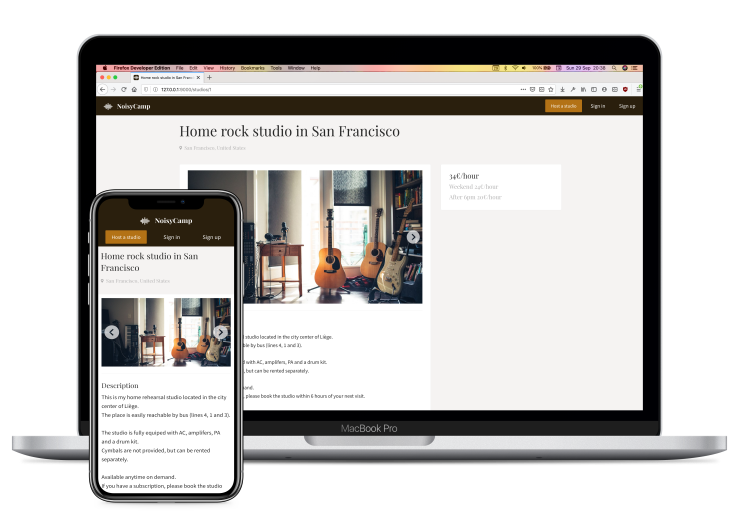 Firefox Developer Edition File Edit View History Bookmarks Tools Window Help
100% Sun 29 Sep 20:38
Home rock studio in San Franci
127.0.0.1:8000/studios/1
NoisyCamp
Host a studio Sign in Sign up
Home rock studio in San Francisco
San Francisco, United States
34€/hour
Weekend 24€/hour
After 6pm 20€/hour
studio located in the city center of Liège.
ble by bus (lines 4, 1 and 3).
d with AC, amplifers, PA and a drum kit.
, but can be rented separately.
mand.
, please book the studio within 6 hours of your next visit.
MacBook Pro
NoisyCamp
Host a studio Sign in Sign up
Home rock studio in San
Francisco
San Francisco, United States
Description
This is my home rehearsal studio located in the city
center of Liège.
The place is easily reachable by bus (lines 4, 1 and 3).
The studio is fully equiped with AC, amplifers, PA
and a drum kit.
Cymbals are not provided, but can be rented
separately.
Available anytime on demand.
If you have a subscription, please book the studio